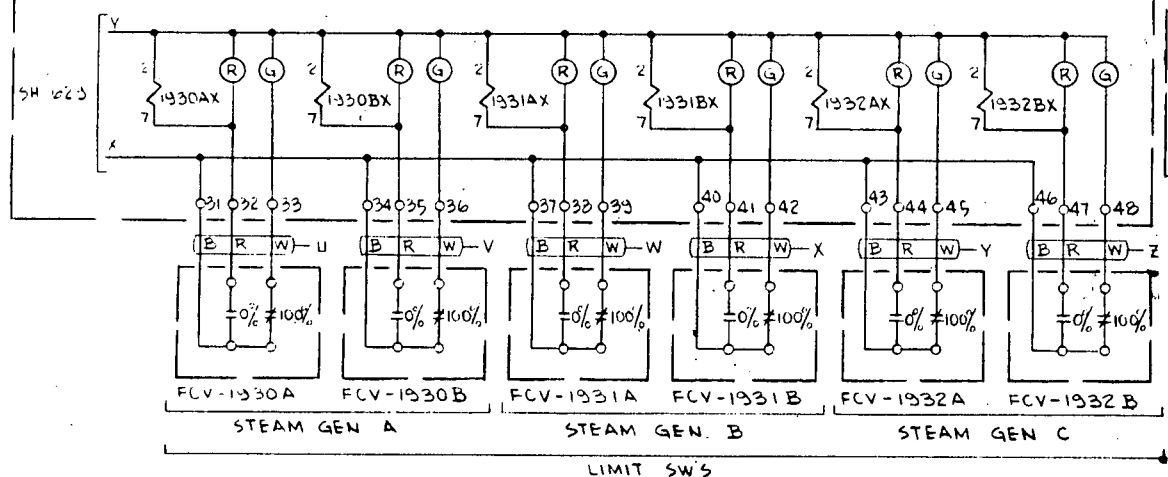 Y
2 R G 2 R G 2 R G 2 R G 2 R G 2 R G
1930AX 1930BX 1931AX 1931BX 1932AX 1932BX
7 7 7 7 7 7
X
31 32 33 34 35 36 37 38 39 40 41 42 43 44 45 46 47 48
B R W U B R W V B R W W B R W X B R W Y B R W Z
0% 100% 0% 100% 0% 100% 0% 100% 0% 100% 0% 100%
FCV-1930A FCV-1930B FCV-1931A FCV-1931B FCV-1932A FCV-1932B
STEAM GEN A STEAM GEN. B STEAM GEN C
LIMIT SW'S